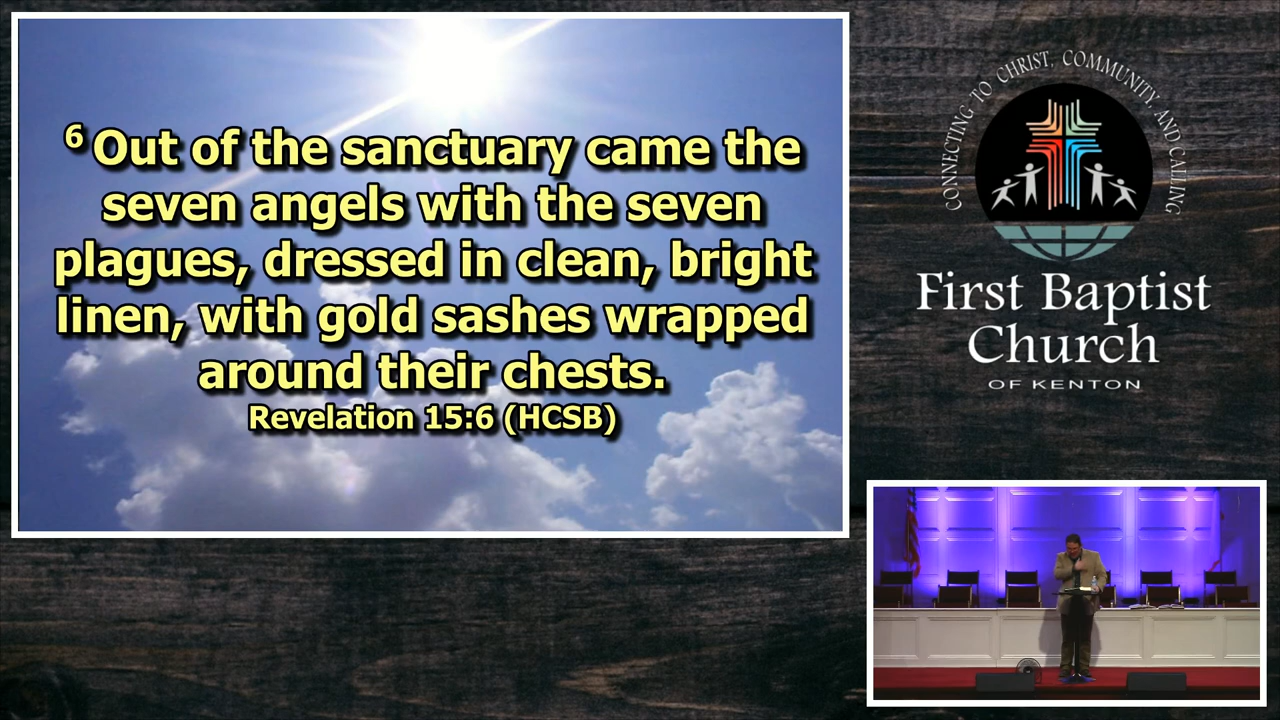 6 Out of the sanctuary came the
seven angels with the seven
plagues, dressed in clean, bright
linen, with gold sashes wrapped
around their chests.
Revelation 15:6 (HCSB)
CONNECTING TO CHRIST, COMMUNITY, AND CALLING
First Baptist
Church
OF KENTON